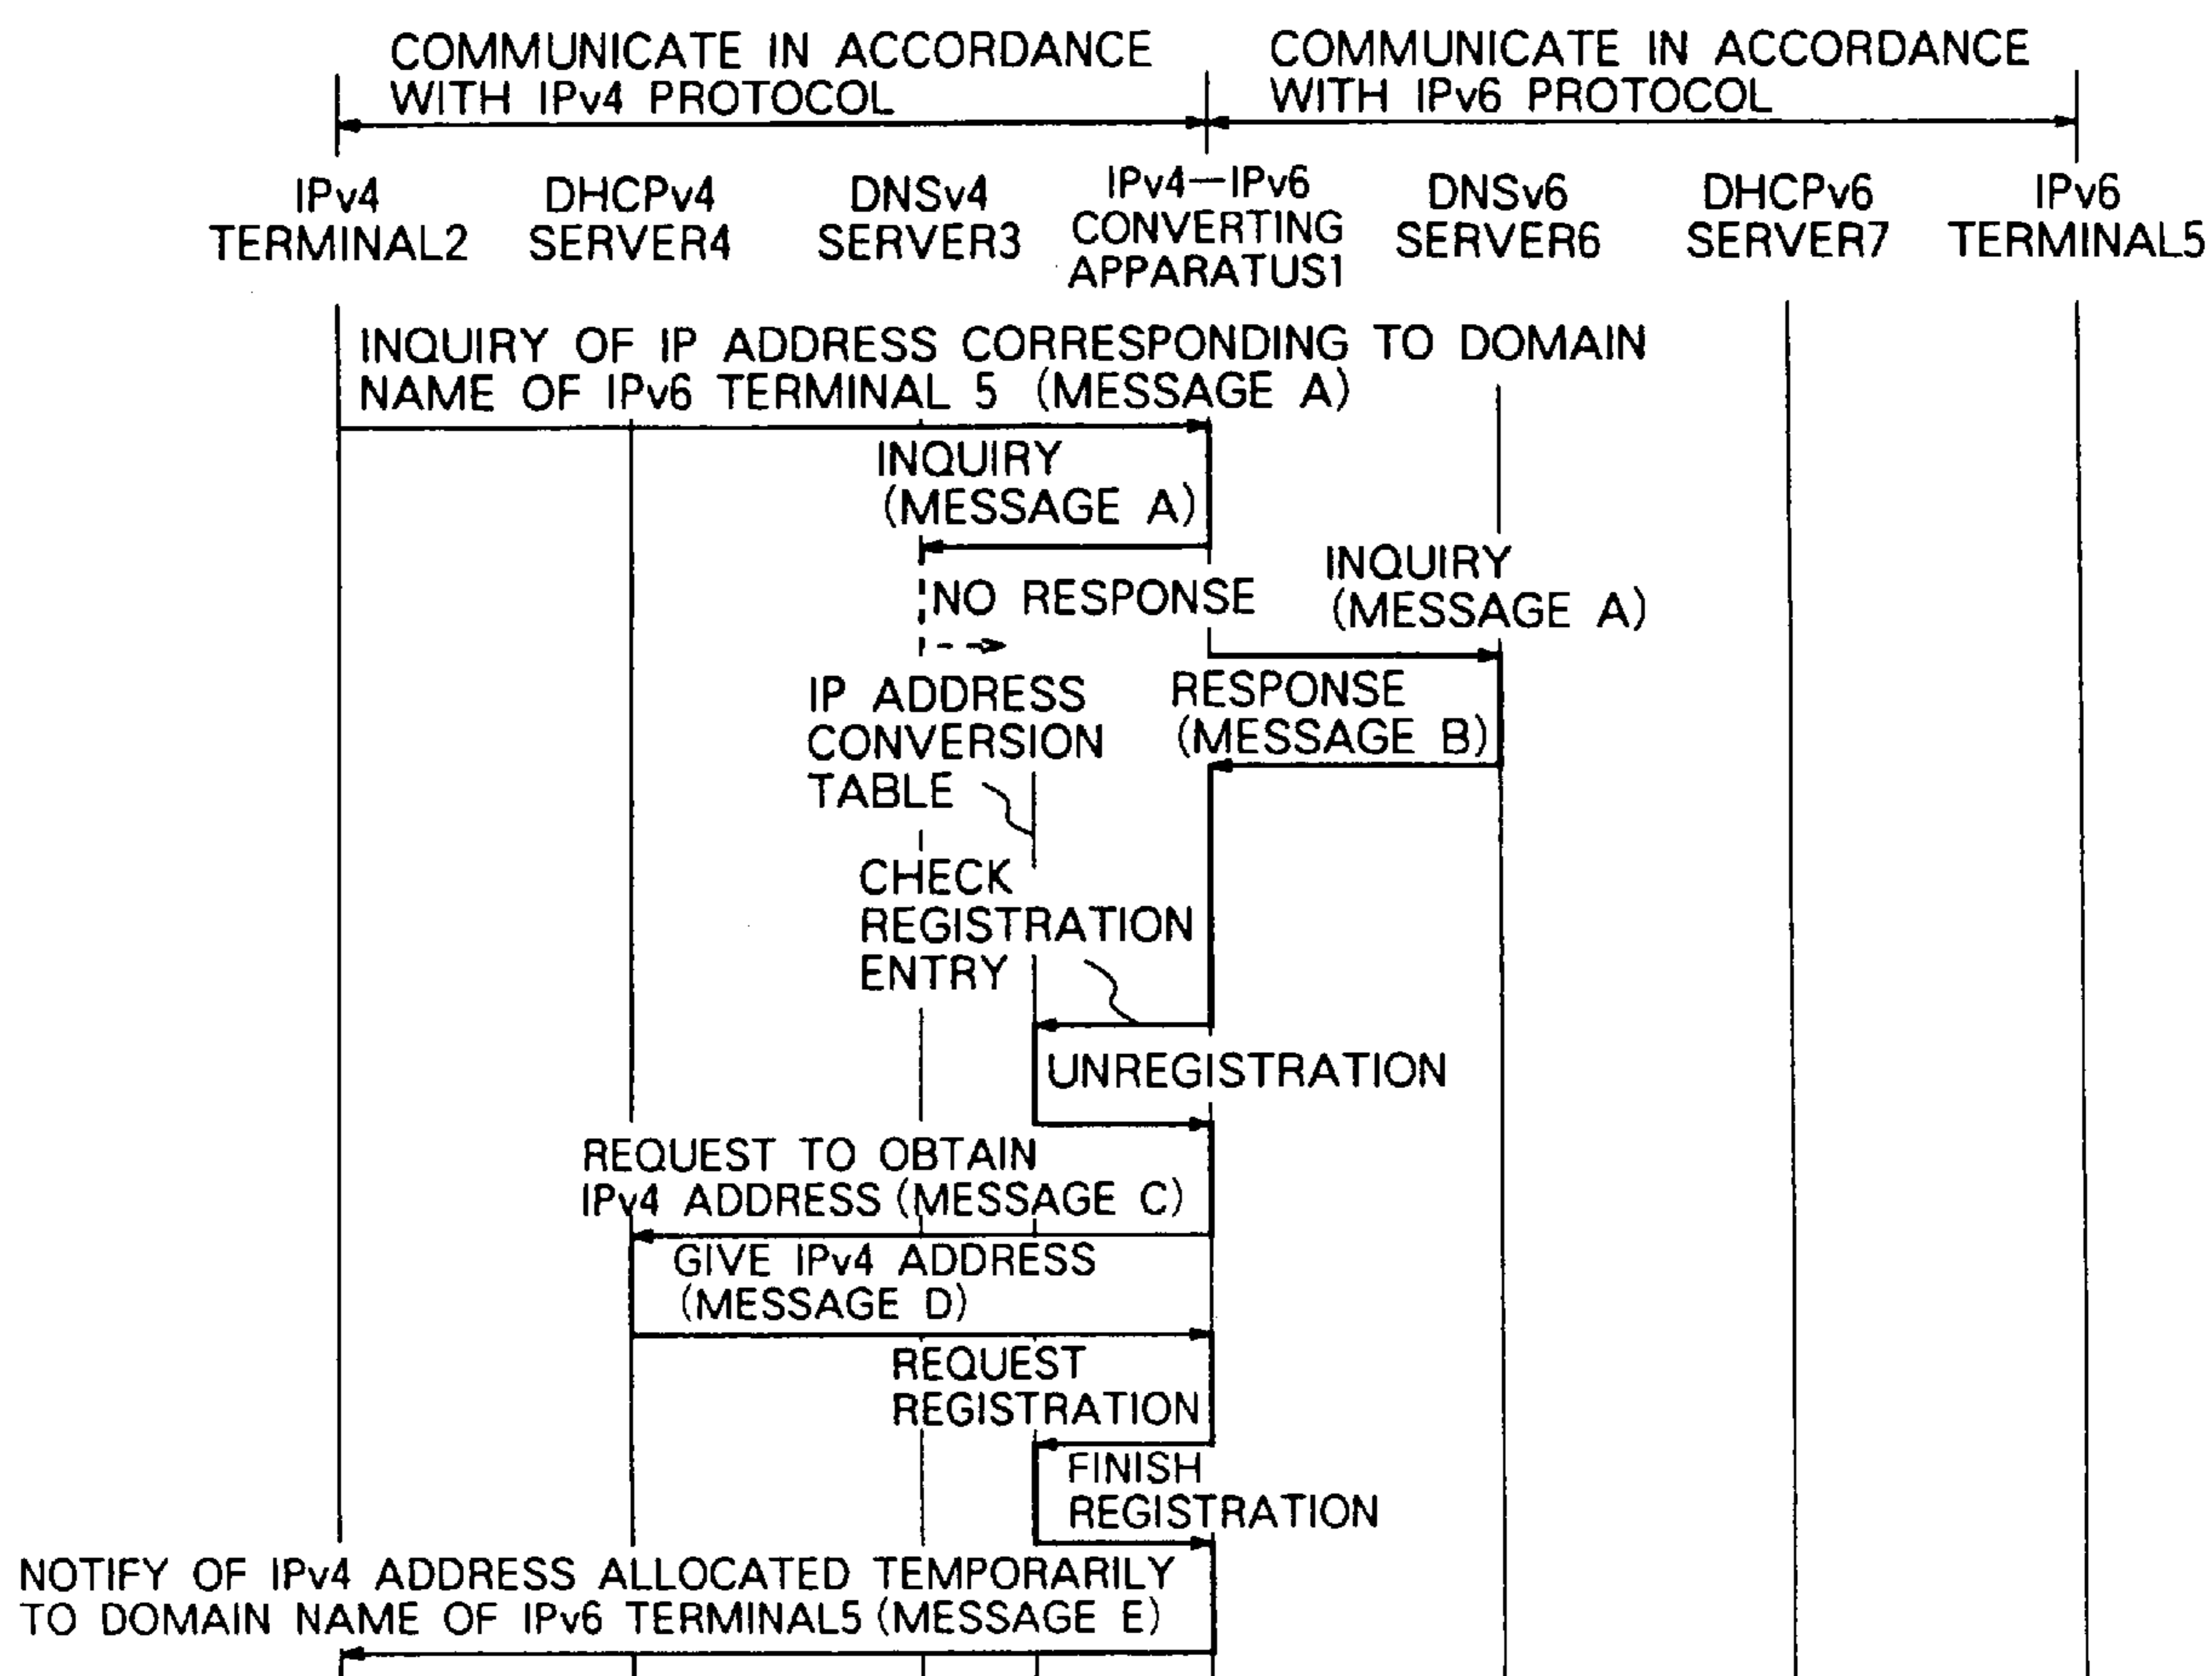 COMMUNICATE IN ACCORDANCE
WITH IPv4 PROTOCOL
COMMUNICATE IN ACCORDANCE
WITH IPv6 PROTOCOL
IPv4
TERMINAL2
DHCPv4
SERVER4
DNSv4
SERVER3
IPv4—IPv6
CONVERTING
APPARATUS1
DNSv6
SERVER6
DHCPv6
SERVER7
IPv6
TERMINAL5
INQUIRY OF IP ADDRESS CORRESPONDING TO DOMAIN
NAME OF IPv6 TERMINAL 5 (MESSAGE A)
INQUIRY
(MESSAGE A)
NO RESPONSE
INQUIRY
(MESSAGE A)
IP ADDRESS
CONVERSION
TABLE
RESPONSE
(MESSAGE B)
CHECK
REGISTRATION
ENTRY
UNREGISTRATION
REQUEST TO OBTAIN
IPv4 ADDRESS (MESSAGE C)
GIVE IPv4 ADDRESS
(MESSAGE D)
REQUEST
REGISTRATION
FINISH
REGISTRATION
NOTIFY OF IPv4 ADDRESS ALLOCATED TEMPORARILY
TO DOMAIN NAME OF IPv6 TERMINAL5 (MESSAGE E)